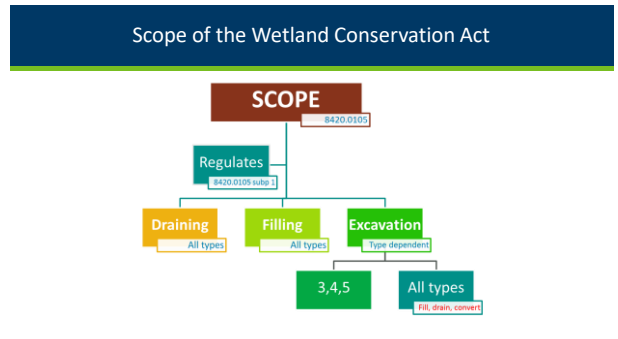 Scope of the Wetland Conservation Act
SCOPE
8420.0105
Regulates
8420.0105 subp 1
Draining
All types
Filling
All types
Excavation
Type dependent
3,4,5
All types
Fill, drain, convert